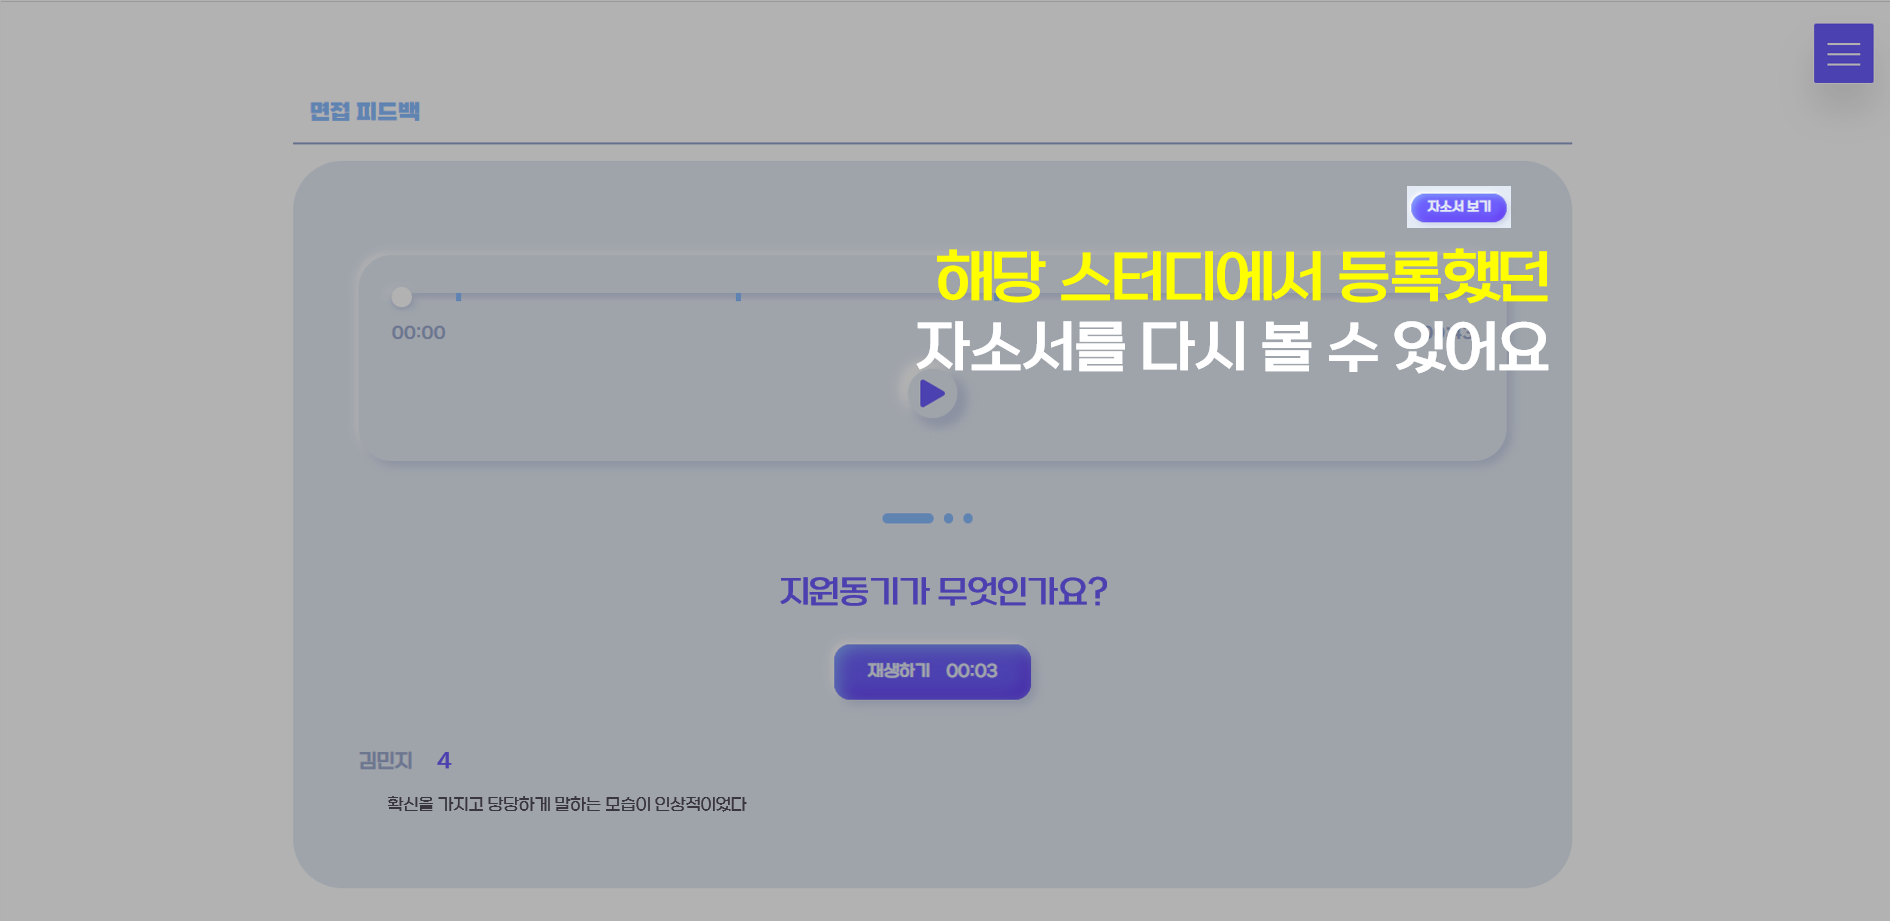 면접 피드백
자소서 보기
해당 스터디에서 등록했던
자소서를 다시 볼 수 있어요
00:00
지원동기가 무엇인가요?
재생하기 00:03
김민지 4
확신을 가지고 당당하게 말하는 모습이 인상적이었다